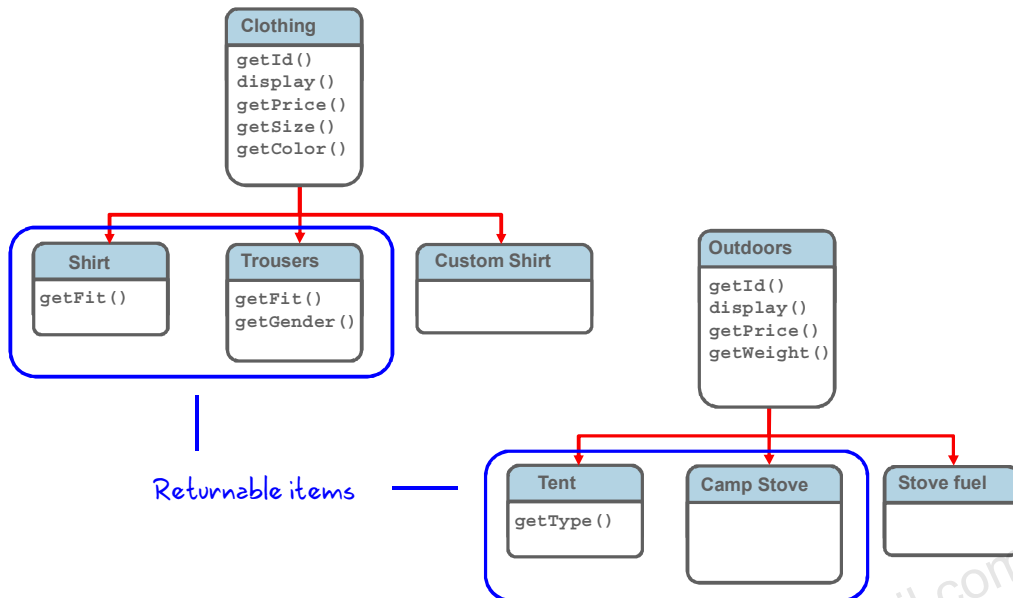 Clothing
getId()
display()
getPrice()
getSize()
getColor()
Shirt
getFit()
Trousers
getFit()
getGender()
Custom Shirt
Outdoors
getId()
display()
getPrice()
getWeight()
Returnable items
Tent
getType()
Camp Stove
Stove fuel